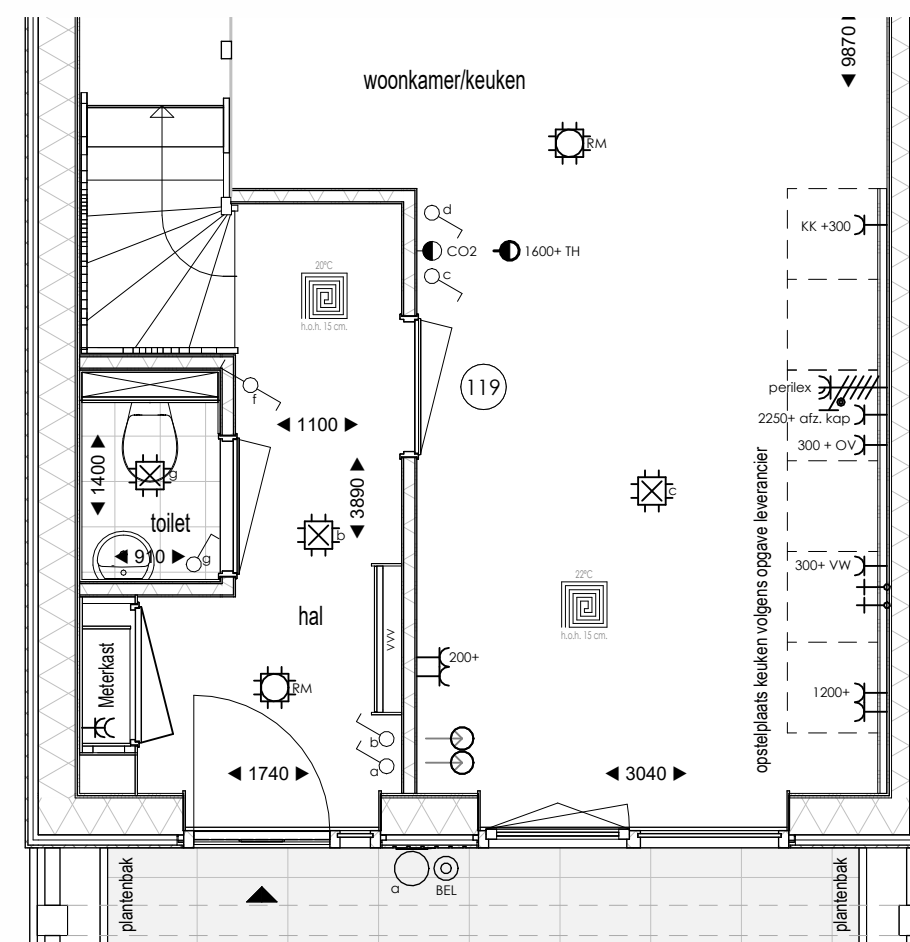 9870
woonkamer/keuken
RM
d
KK +300
CO2
1600+ TH
c
20°C
h.o.h. 15 cm.
119
perilex
f
2250+ afz. kap
1100
300 + OV
1400
g
3890
c
toilet
b
910
g
300+ VW
22°C
h.o.h. 15 cm.
hal
VVV
opstelplaats keuken volgens opgave leverancier
200+
Meterkast
RM
1200+
b
a
1740
3040
plantenbak
a
BEL
plantenbak